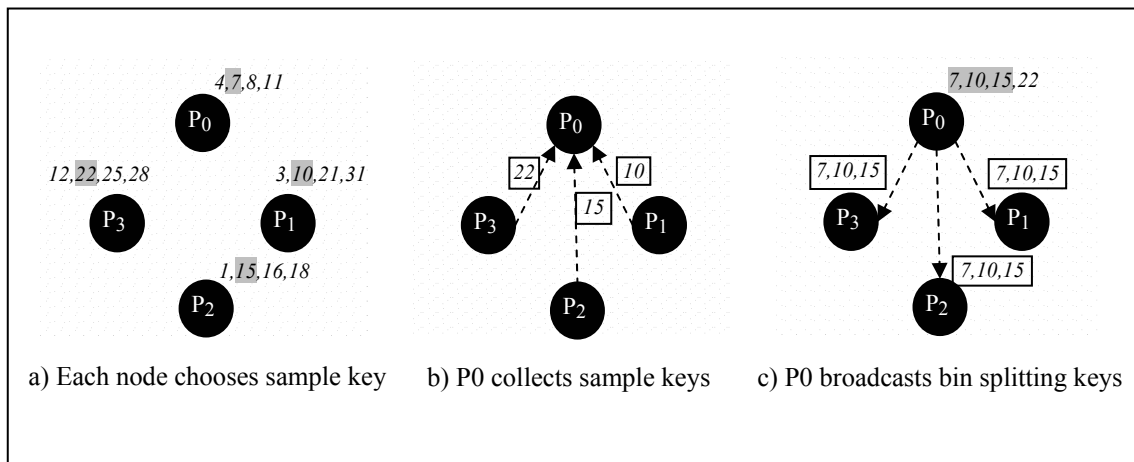 4,7,8,11
P0
12,22,25,28
3,10,21,31
P3
P1
1,15,16,18
P2
a) Each node chooses sample key
P0
22
10
15
P3
P1
P2
b) P0 collects sample keys
7,10,15,22
P0
7,10,15
7,10,15
P3
P1
7,10,15
P2
c) P0 broadcasts bin splitting keys